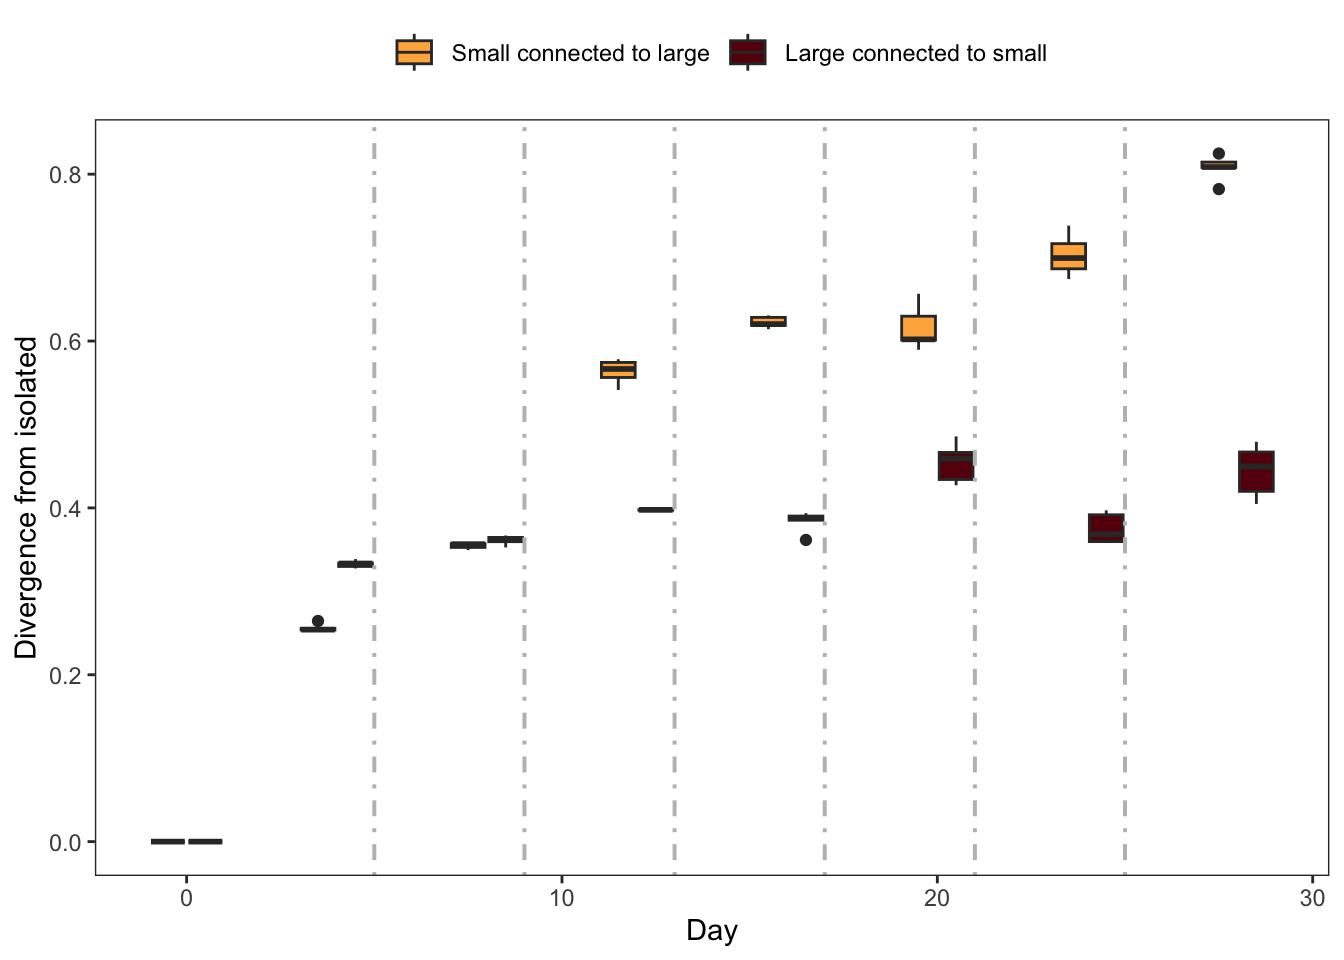 Small connected to large
Large connected to small
Divergence from isolated
0.8
0.6
0.4
0.2
0.0
0
10
20
30
Day